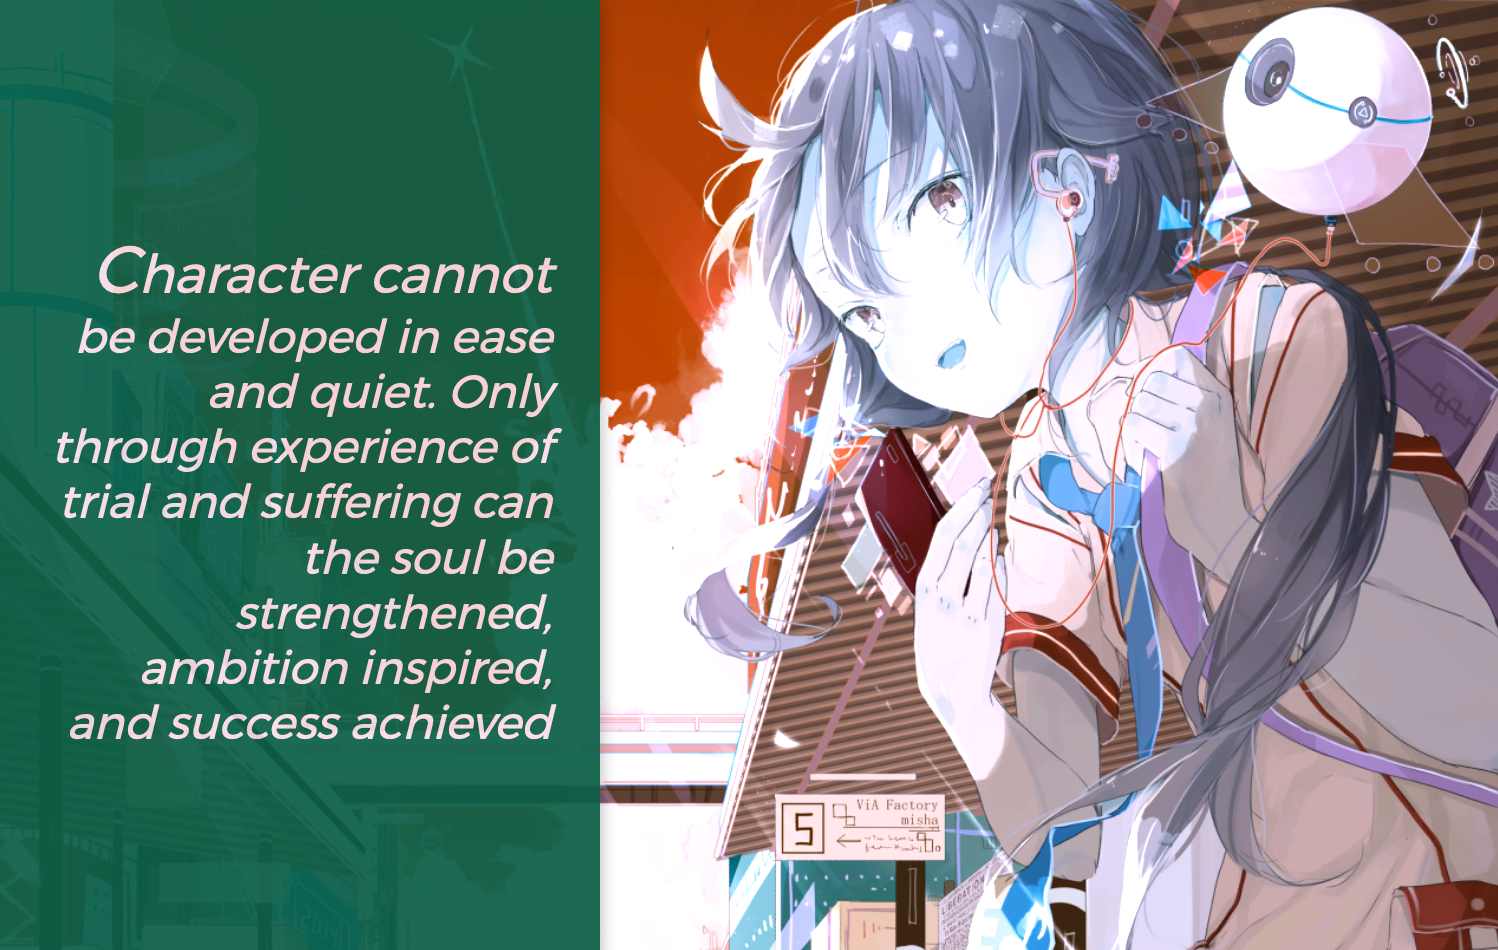 Character cannot
be developed in ease
and quiet. Only
through experience of
trial and suffering can
the soul be
strengthened,
ambition inspired,
and success achieved
5
ViA Factory
misha
LIBERATION